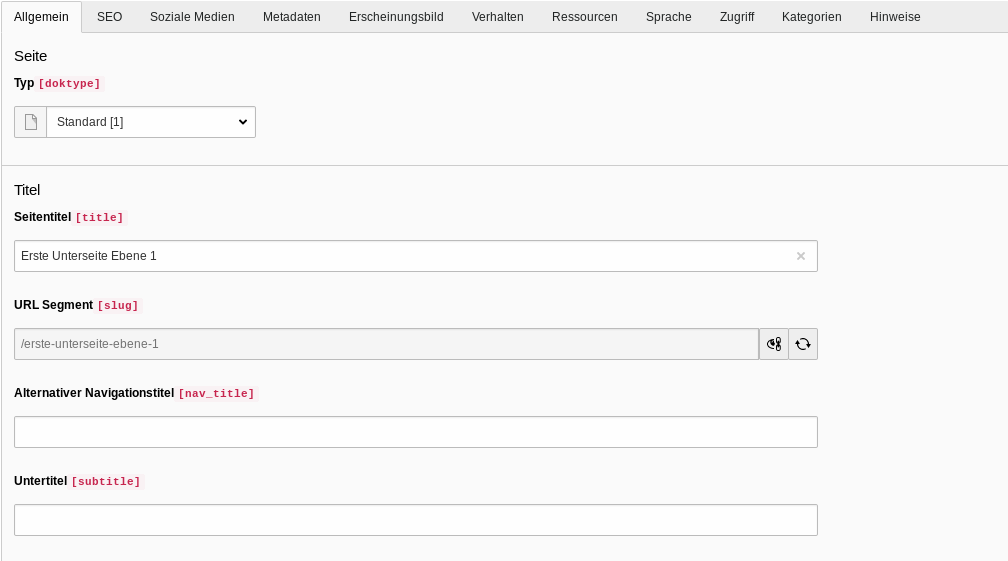 Allgemein SEO Soziale Medien Metadaten Erscheinungsbild Verhalten Ressourcen Sprache Zugriff Kategorien Hinweise
Seite
Typ [doktype]
Standard [1]
Titel
Seitentitel [title]
Erste Unterseite Ebene 1
URL Segment [slug]
/erste-unterseite-ebene-1
Alternativer Navigationstitel [nav_title]
Untertitel [subtitle]